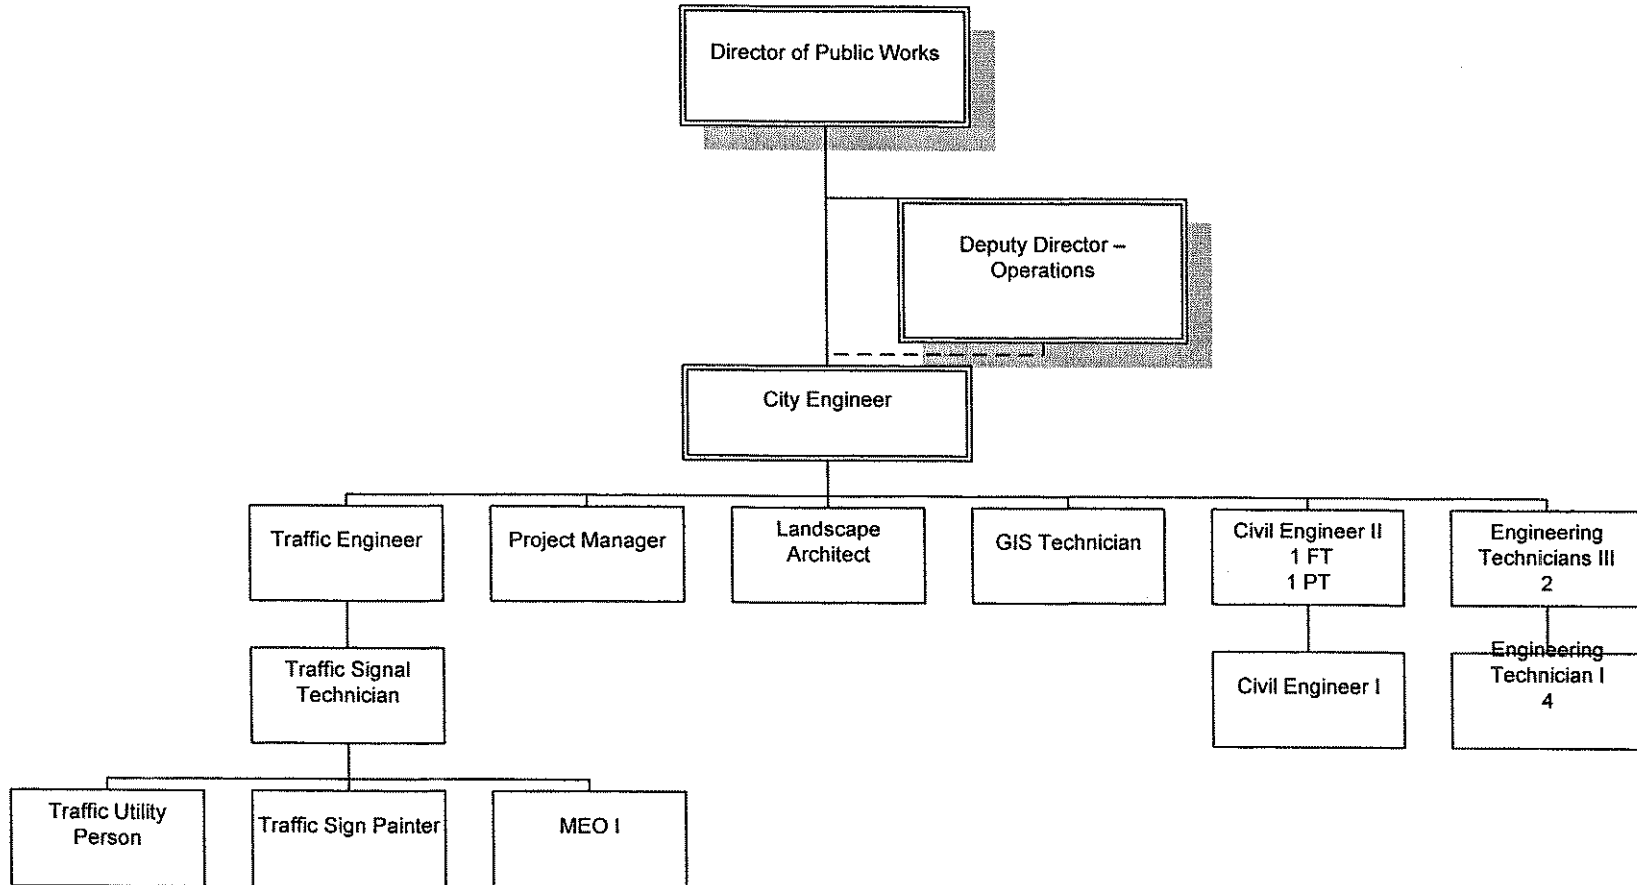 Director of Public Works
Deputy Director –
Operations
City Engineer
Traffic Engineer
Project Manager
Landscape
Architect
GIS Technician
Civil Engineer II
1 FT
1 PT
Engineering
Technicians III
2
Traffic Signal
Technician
Civil Engineer I
Engineering
Technician I
4
Traffic Utility
Person
Traffic Sign Painter
MEO I